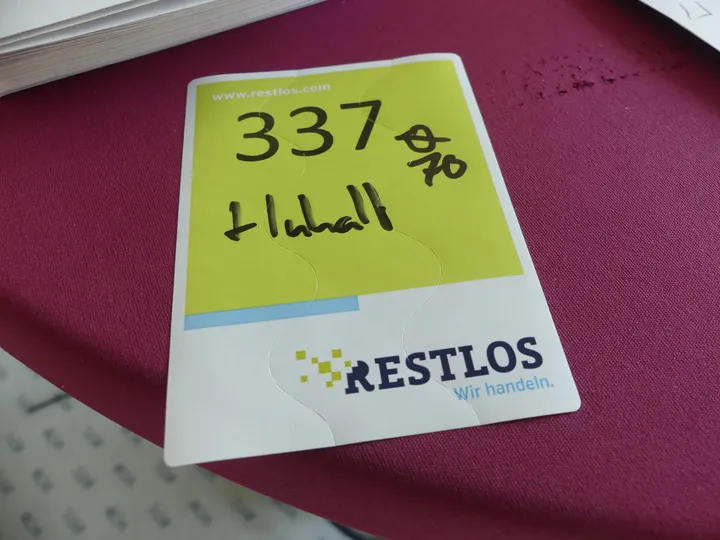 www.restlos.com
337
70
+Inhalt
RESTLOS
Wir handeln.